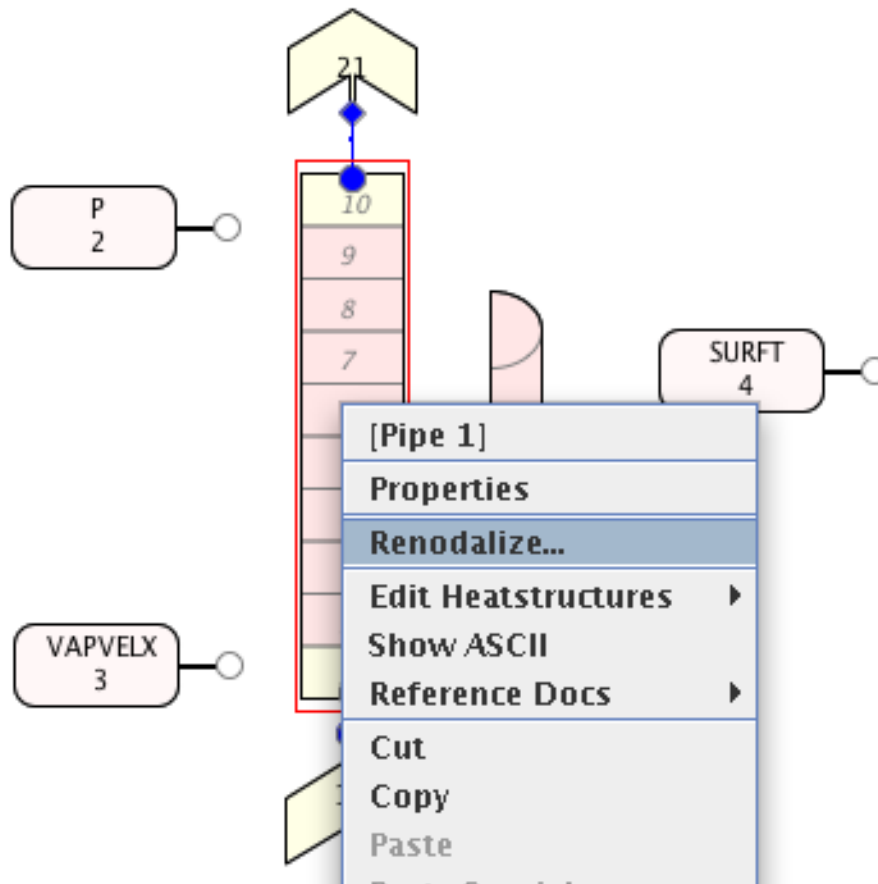 21
P
2
10
9
8
7
SURFT
4
[Pipe 1]
Properties
Renodalize...
Edit Heatstructures
Show ASCII
Reference Docs
VAPVELX
3
Cut
Copy
Paste